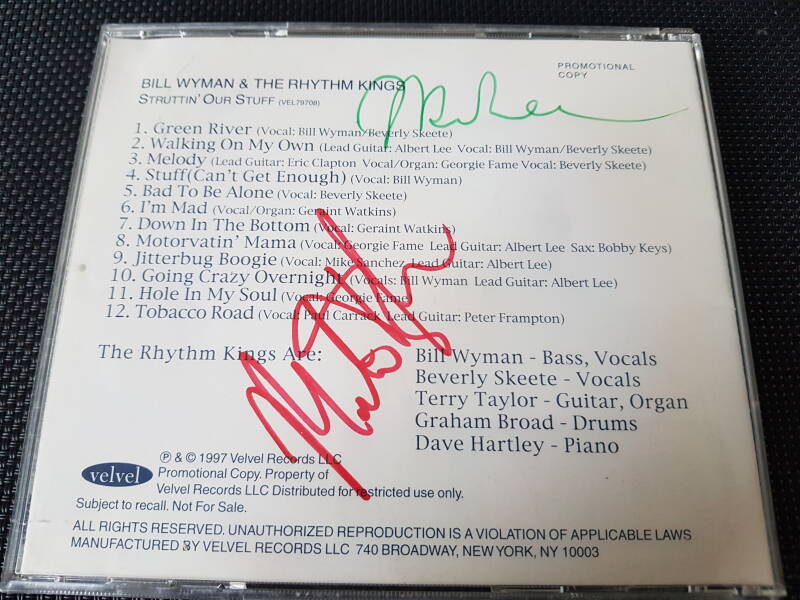 PROMOTIONAL
COPY
BILL WYMAN & THE RHYTHM KINGS
STRUTTIN' OUR STUFF (VEL79708)
1. Green River (Vocal: Bill Wyman/Beverly Skeete)
2. Walking On My Own (Lead Guitar: Albert Lee Vocal: Bill Wyman/Beverly Skeete)
3. Melody (Lead Guitar: Eric Clapton Vocal/Organ: Georgie Fame Vocal: Beverly Skeete)
4. Stuff(Can't Get Enough) (Vocal: Bill Wyman)
5. Bad To Be Alone (Vocal: Beverly Skeete)
6. I'm Mad (Vocal/Organ: Geraint Watkins)
7. Down In The Bottom (Vocal: Geraint Watkins)
8. Motorvatin' Mama (Vocal: Georgie Fame Lead Guitar: Albert Lee Sax: Bobby Keys)
9. Jitterbug Boogie (Vocal: Mike Sanchez Lead Guitar: Albert Lee)
10. Going Crazy Overnight (Vocals: Bill Wyman Lead Guitar: Albert Lee)
11. Hole In My Soul (Vocal: Georgie Fame)
12. Tobacco Road (Vocal: Paul Carrack Lead Guitar: Peter Frampton)
The Rhythm Kings Are:
Bill Wyman - Bass, Vocals
Beverly Skeete - Vocals
Terry Taylor - Guitar, Organ
Graham Broad - Drums
Dave Hartley - Piano
velvel
℗ & © 1997 Velvel Records LLC
Promotional Copy. Property of
Velvel Records LLC Distributed for restricted use only.
Subject to recall. Not For Sale.
ALL RIGHTS RESERVED. UNAUTHORIZED REPRODUCTION IS A VIOLATION OF APPLICABLE LAWS
MANUFACTURED BY VELVEL RECORDS LLC 740 BROADWAY, NEW YORK, NY 10003